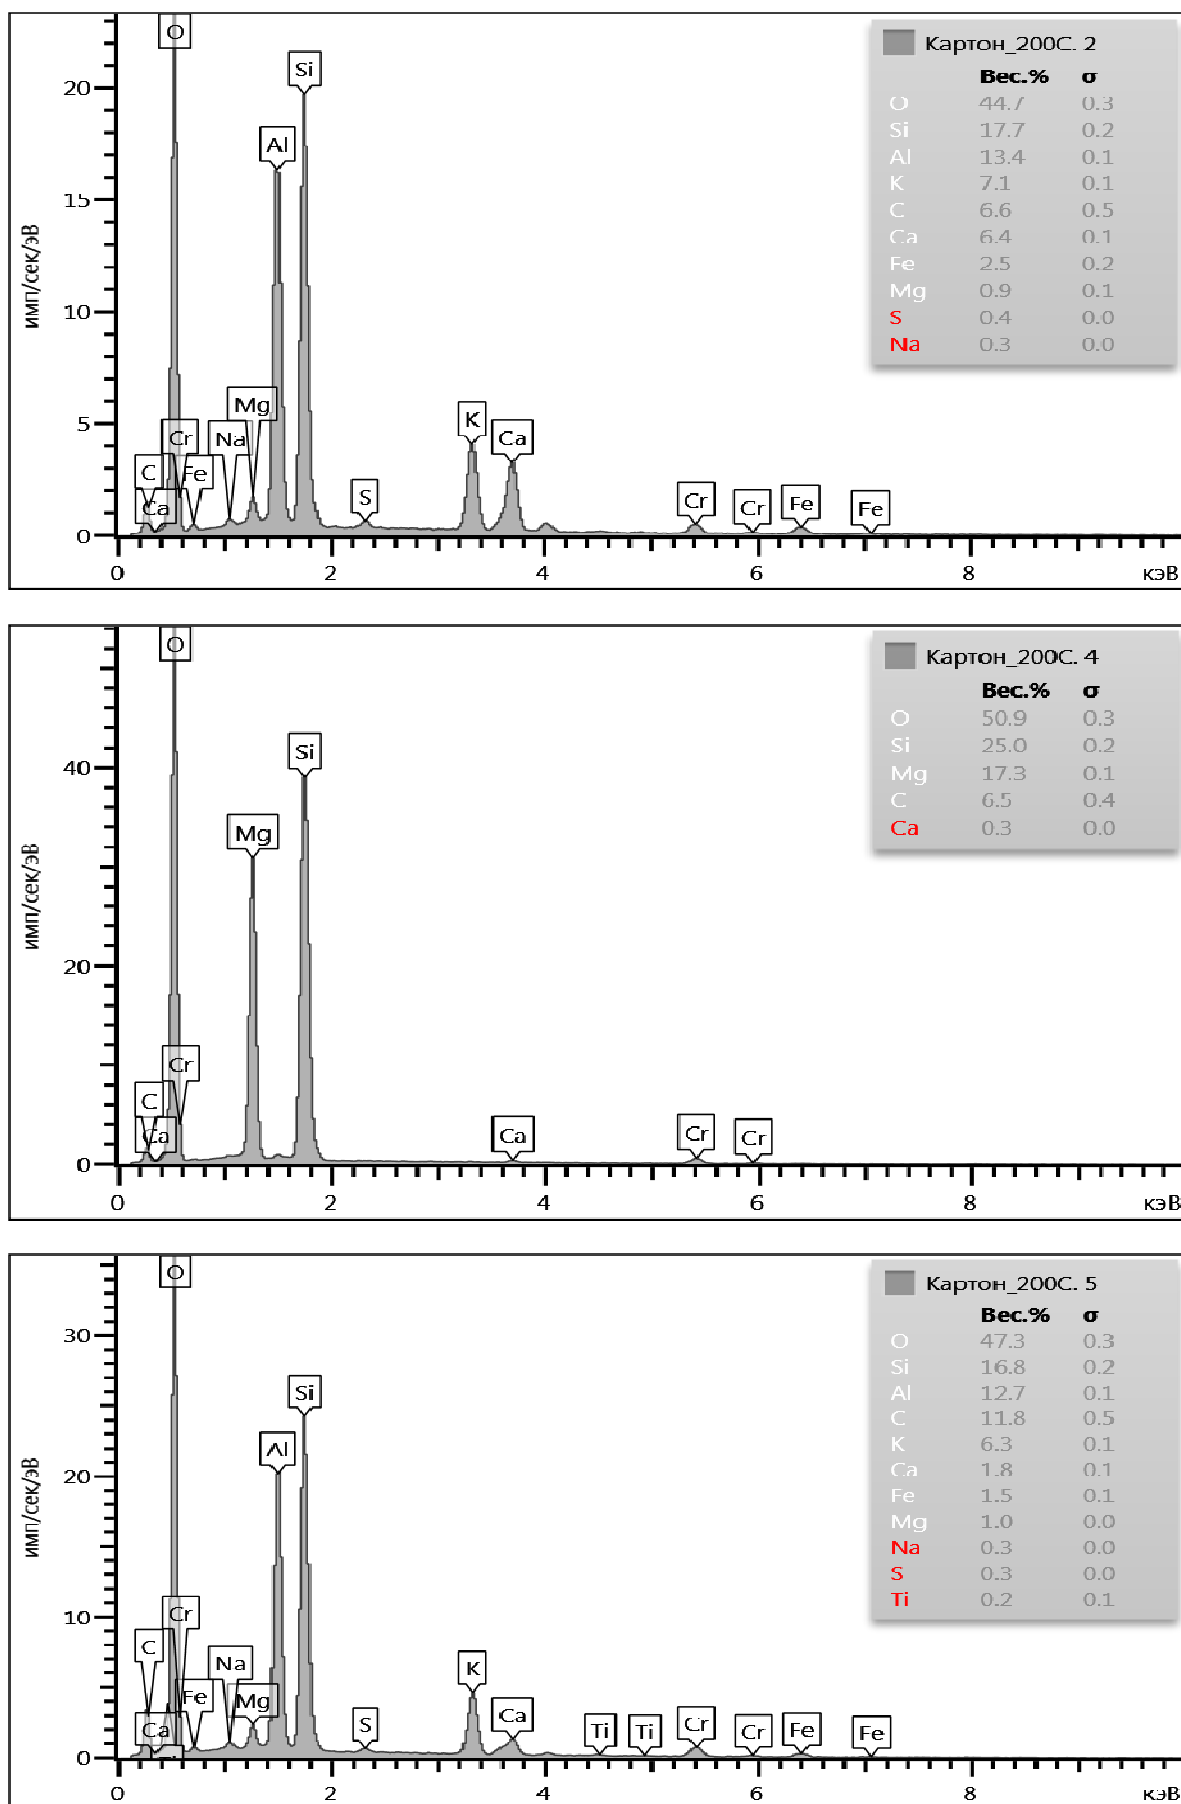 Картон_200С. 2
Вес.% σ
O 44.7 0.3
Si 17.7 0.2
Al 13.4 0.1
K 7.1 0.1
C 6.6 0.5
Ca 6.4 0.1
Fe 2.5 0.2
Mg 0.9 0.1
S 0.4 0.0
Na 0.3 0.0
имп/сек/эВ
20
15
10
5
0
O
Si
Al
Mg
Cr
Na
C
Fe
Ca
S
K
Ca
Cr
Cr
Fe
Fe
0 2 4 6 8 кэВ
Картон_200С. 4
Вес.% σ
O 50.9 0.3
Si 25.0 0.2
Mg 17.3 0.1
C 6.5 0.4
Ca 0.3 0.0
имп/сек/эВ
40
20
0
O
Si
Mg
Cr
C
Ca
Ca
Cr
Cr
0 2 4 6 8 кэВ
Картон_200С. 5
Вес.% σ
O 47.3 0.3
Si 16.8 0.2
Al 12.7 0.1
C 11.8 0.5
K 6.3 0.1
Ca 1.8 0.1
Fe 1.5 0.1
Mg 1.0 0.0
Na 0.3 0.0
S 0.3 0.0
Ti 0.2 0.1
имп/сек/эВ
30
20
10
0
O
Si
Al
Cr
C
Na
Fe
Mg
Ca
S
K
Ca
Ti
Ti
Cr
Cr
Fe
Fe
0 2 4 6 8 кэВ